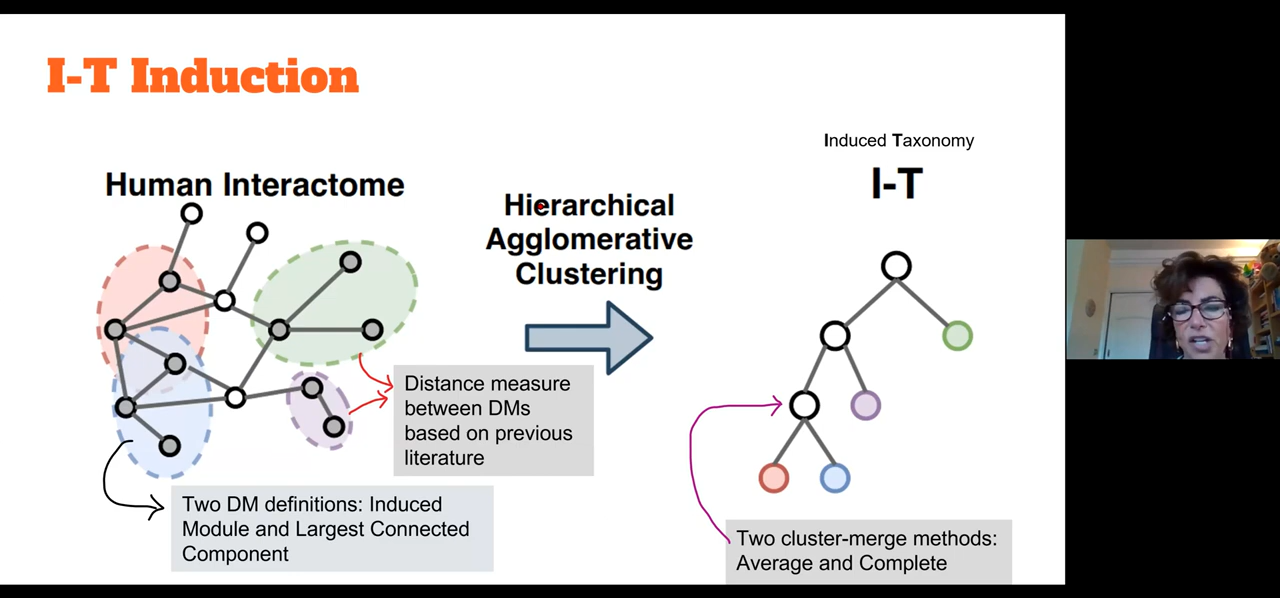 I-T Induction
Induced Taxonomy
I-T
Human Interactome
Hierarchical
Agglomerative
Clustering
Distance measure
between DMs
based on previous
literature
Two DM definitions: Induced
Module and Largest Connected
Component
Two cluster-merge methods:
Average and Complete